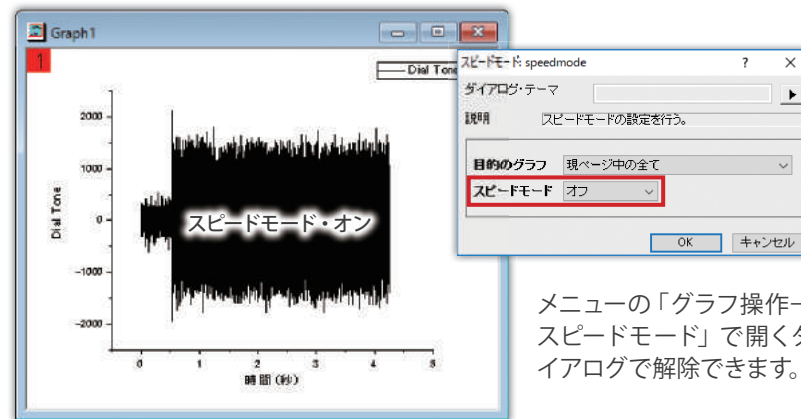 Graph1
1
Dial Tone
2000
1000
0
-1000
-2000
Dial Tone
スピードモード・オン
0 1 2 3 4 5
時間(秒)
スピードモード: speedmode ? ×
ダイアログ・テーマ
説明 スピードモードの設定を行う。
目的のグラフ 現ページ中の全て
スピードモード オフ
OK キャンセル
メニューの「グラフ操作ー
スピードモード」で開くダ
イアログで解除できます。